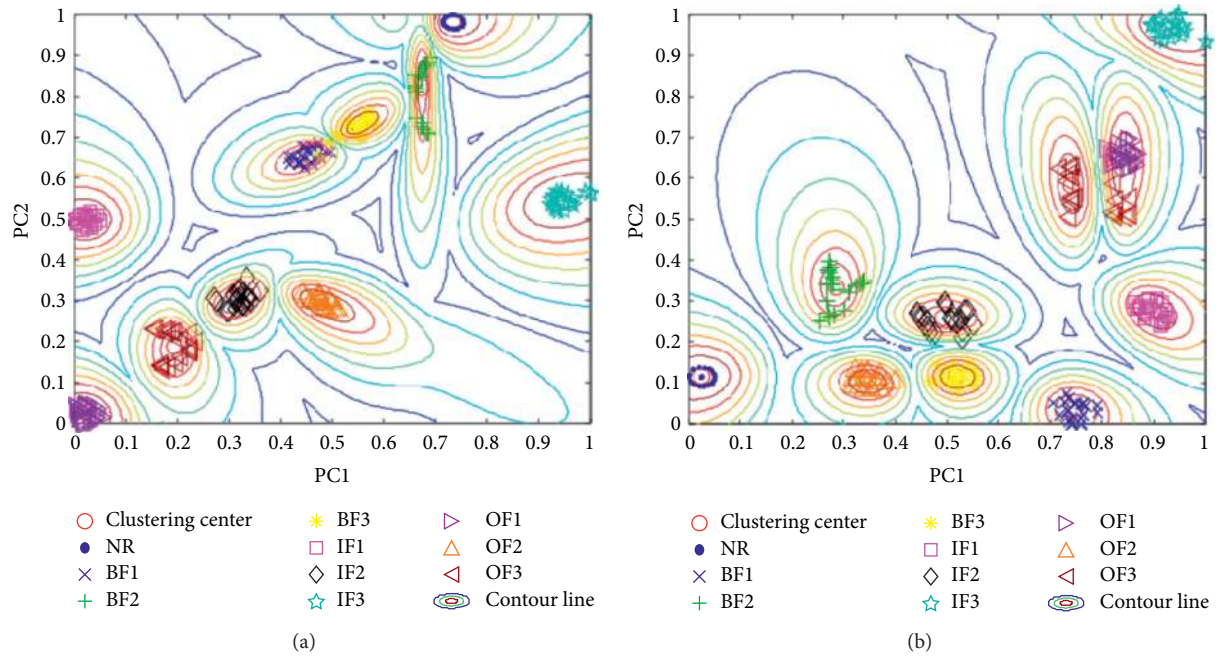 1
0.9
0.8
0.7
0.6
0.5
0.4
0.3
0.2
0.1
0
PC2
0 0.1 0.2 0.3 0.4 0.5 0.6 0.7 0.8 0.9 1
PC1
Clustering center
NR
BF1
BF2
BF3
IF1
IF2
IF3
OF1
OF2
OF3
Contour line
(a)
1
0.9
0.8
0.7
0.6
0.5
0.4
0.3
0.2
0.1
0
PC2
0 0.1 0.2 0.3 0.4 0.5 0.6 0.7 0.8 0.9 1
PC1
Clustering center
NR
BF1
BF2
BF3
IF1
IF2
IF3
OF1
OF2
OF3
Contour line
(b)